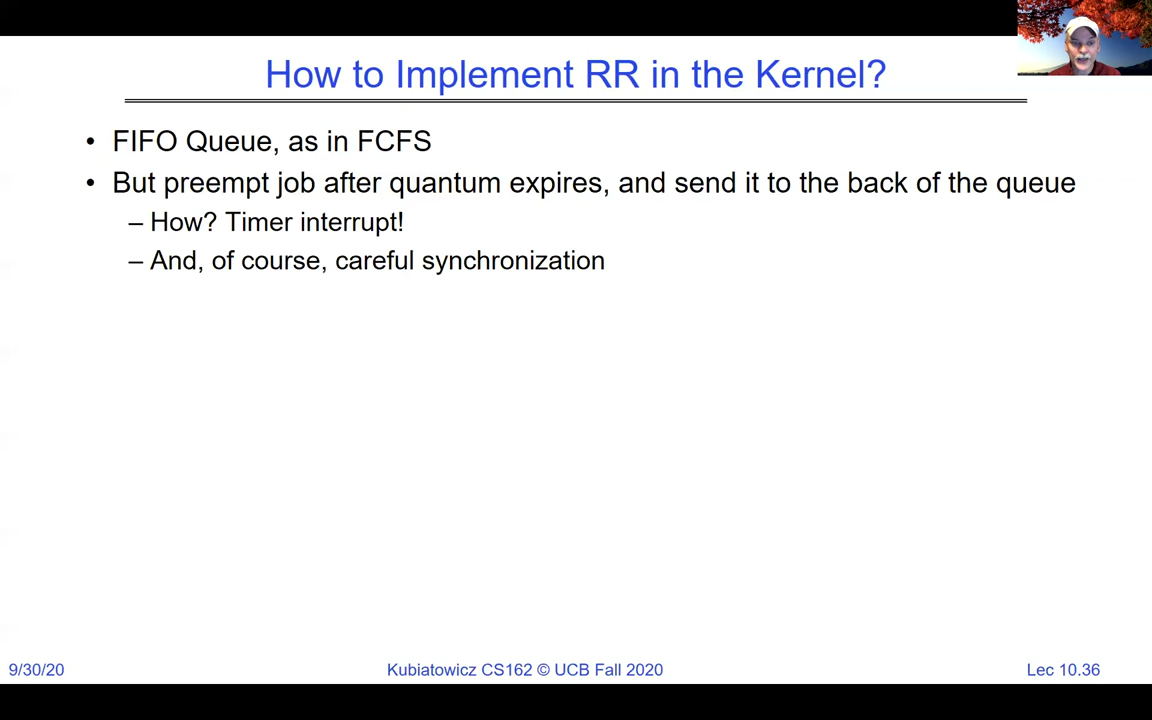 How to Implement RR in the Kernel?
• FIFO Queue, as in FCFS
• But preempt job after quantum expires, and send it to the back of the queue
– How? Timer interrupt!
– And, of course, careful synchronization
9/30/20
Kubiatowicz CS162 © UCB Fall 2020
Lec 10.36